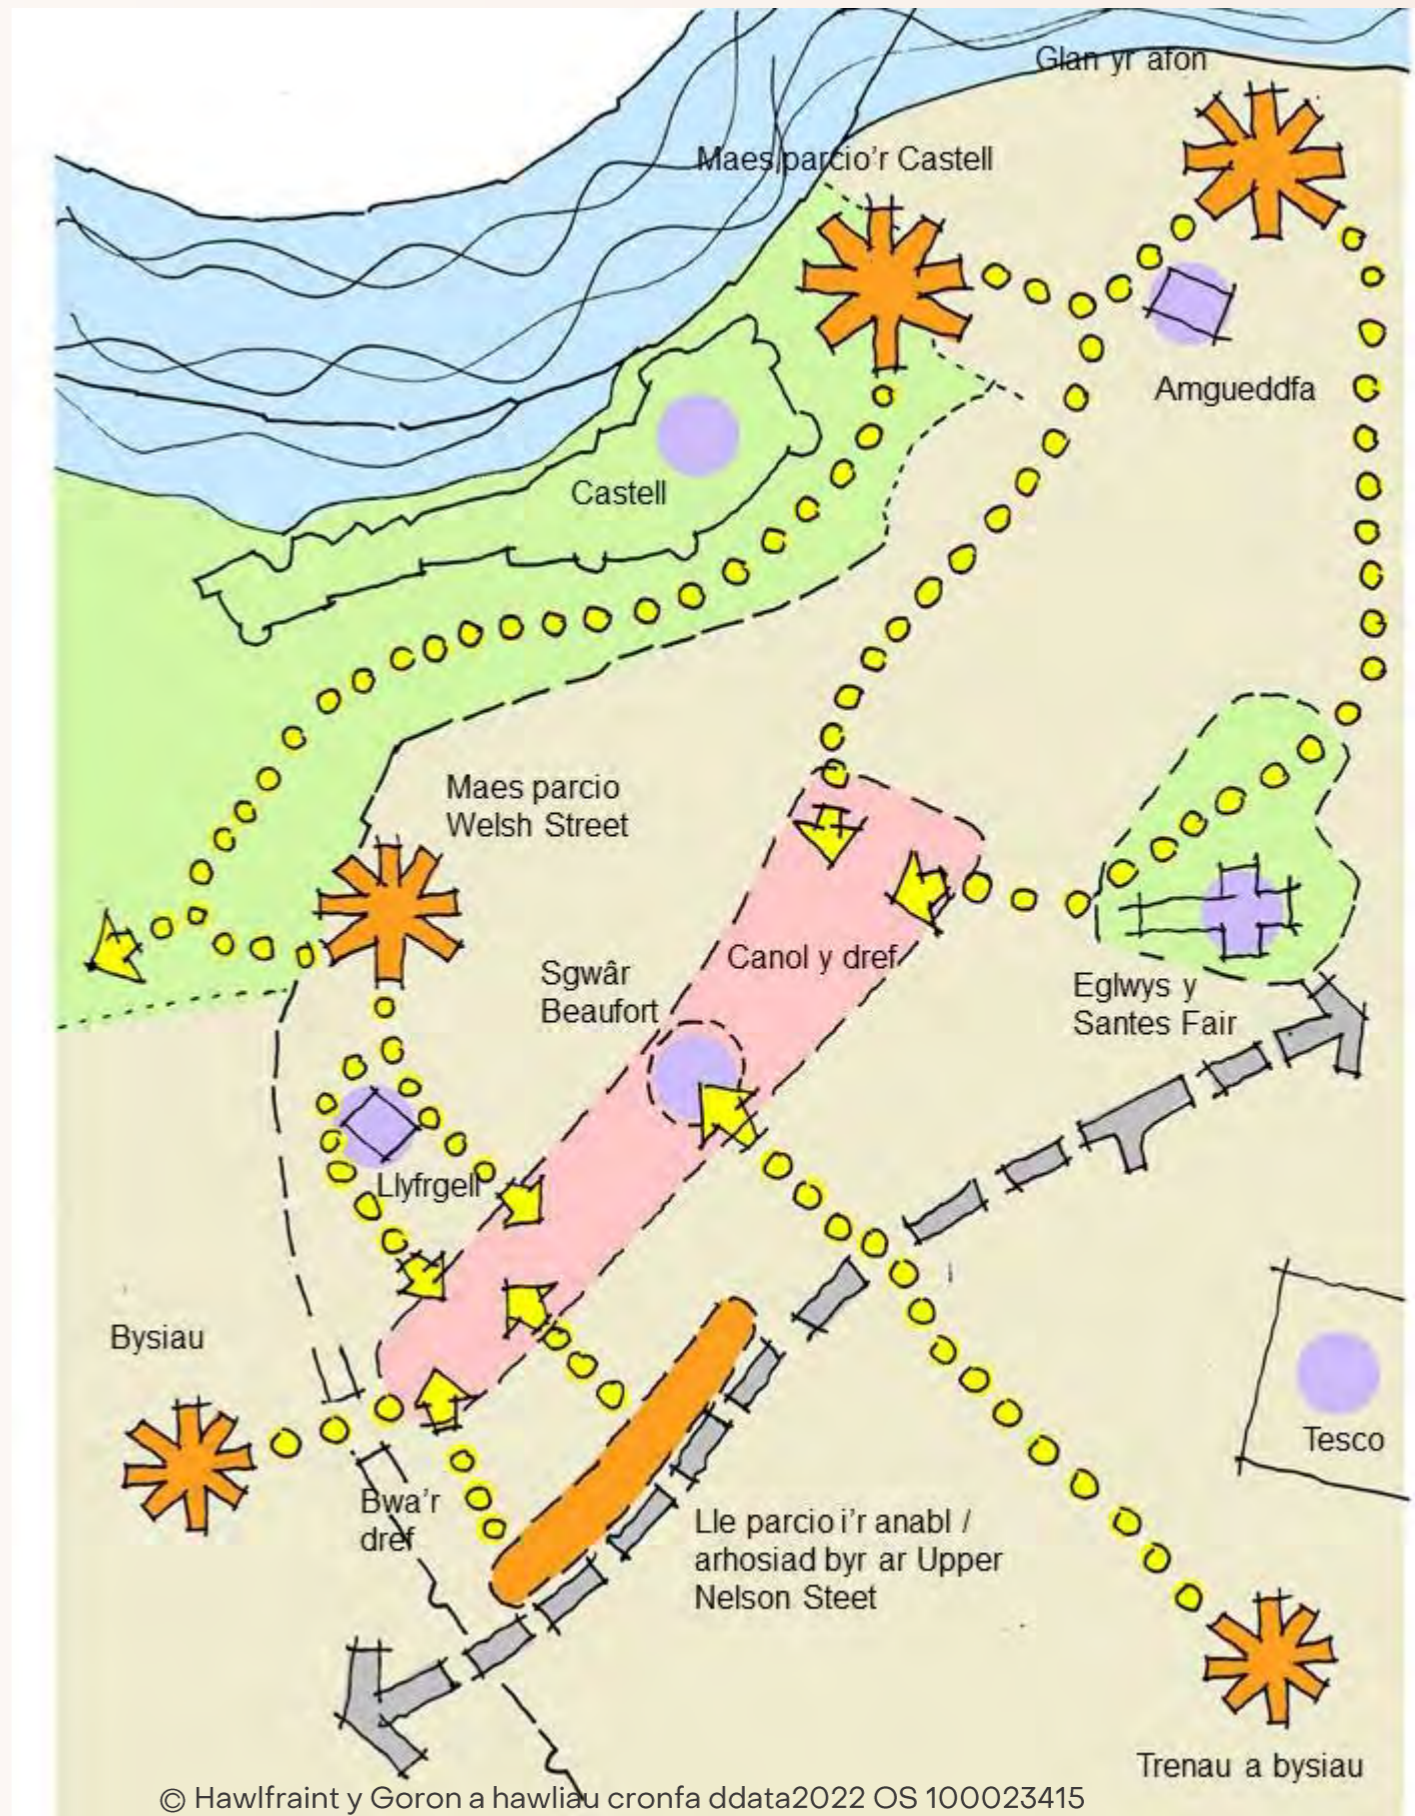 Glan yr afon
Maes parcio'r Castell
Amgueddfa
Castell
Maes parcio
Welsh Street
Canol y dref
Sgwâr
Beaufort
Eglwys y
Santes Fair
Llyfrgell
Bysiau
Tesco
Bwa'r
dref
Lle parcio i'r anabl /
arhosiad byr ar Upper
Nelson Steet
Trenau a bysiau
© Hawlfraint y Goron a hawliau cronfa ddata2022 OS 100023415